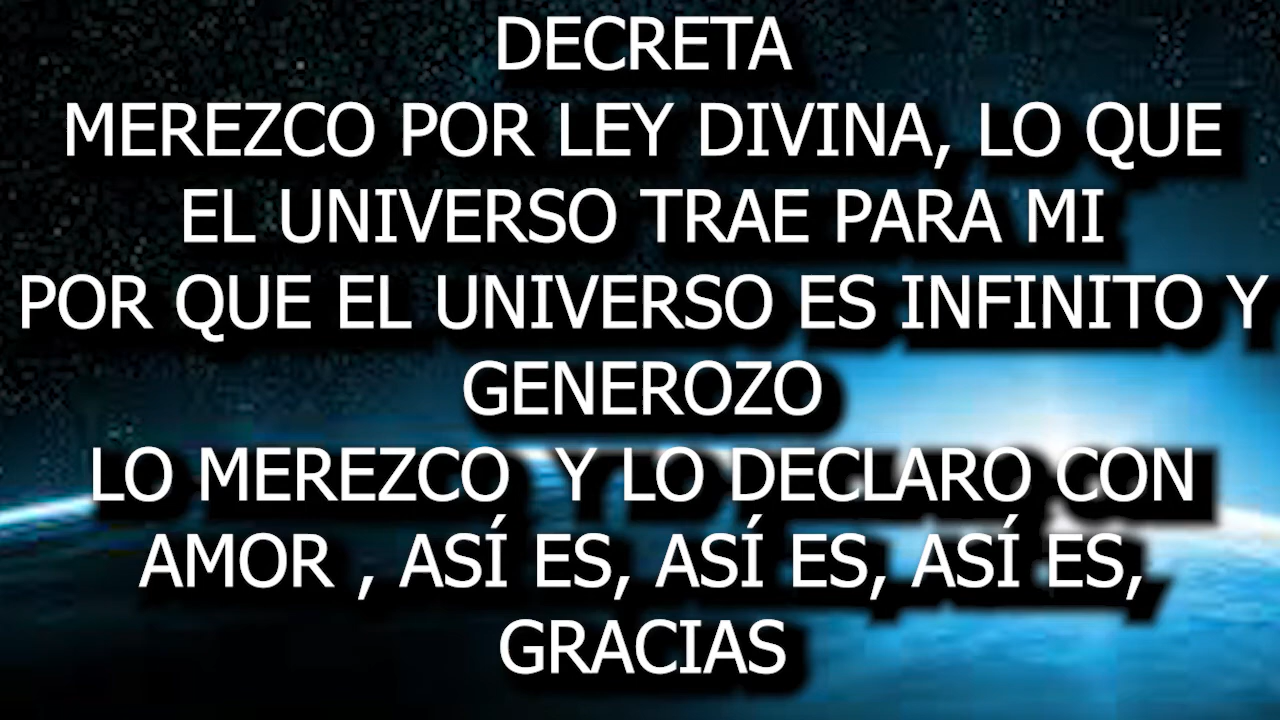 DECRETA
MEREZCO POR LEY DIVINA, LO QUE
EL UNIVERSO TRAE PARA MI
POR QUE EL UNIVERSO ES INFINITO Y
GENEROZO
LO MEREZCO  Y LO DECLARO CON
AMOR , ASÍ ES, ASÍ ES, ASÍ ES,
GRACIAS